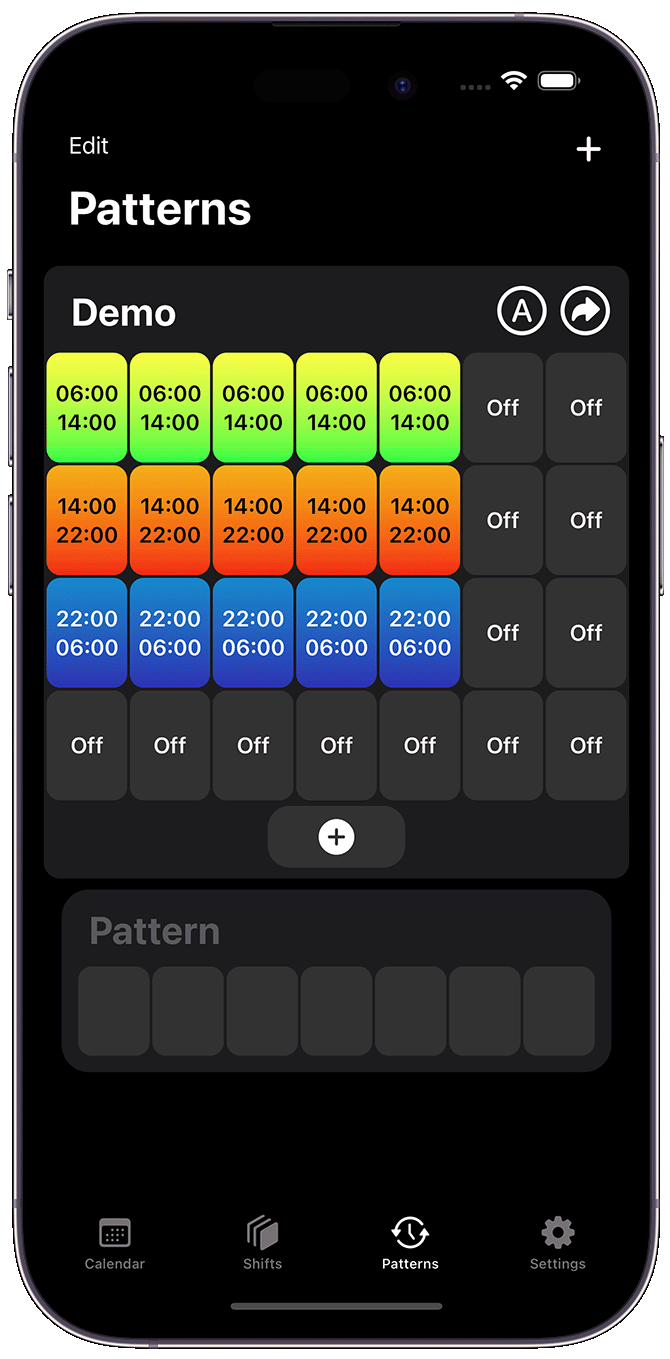 Edit
Patterns
Demo A
06:00 06:00 06:00 06:00 06:00 Off Off
14:00 14:00 14:00 14:00 14:00
14:00 14:00 14:00 14:00 14:00 Off Off
22:00 22:00 22:00 22:00 22:00
22:00 22:00 22:00 22:00 22:00 Off Off
06:00 06:00 06:00 06:00 06:00
Off Off Off Off Off Off Off
Pattern
Calendar Shifts Patterns Settings